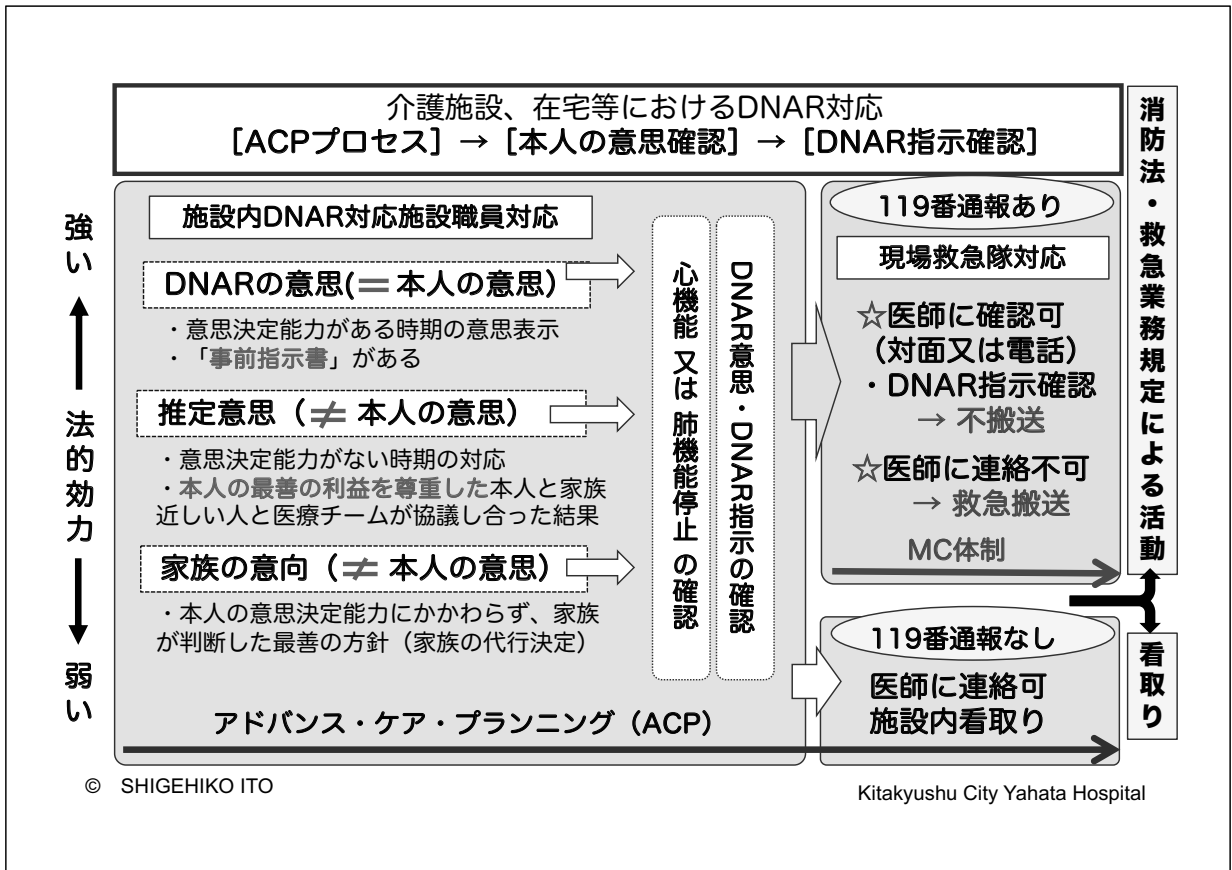 介護施設、在宅等におけるDNAR対応
[ACPプロセス] → [本人の意思確認] → [DNAR指示確認]
強い
法的効力
弱い
施設内DNAR対応施設職員対応
DNARの意思(＝本人の意思)
・意思決定能力がある時期の意思表示
・「事前指示書」がある
推定意思（≠ 本人の意思）
・意思決定能力がない時期の対応
・本人の最善の利益を尊重した本人と家族
近しい人と医療チームが協議し合った結果
家族の意向（≠ 本人の意思）
・本人の意思決定能力にかかわらず、家族
が判断した最善の方針（家族の代行決定）
心機能 又は 肺機能停止 の確認
DNAR意思・DNAR指示の確認
アドバンス・ケア・プランニング（ACP）
119番通報あり
現場救急隊対応
☆医師に確認可
（対面又は電話）
・DNAR指示確認
→ 不搬送
☆医師に連絡不可
→ 救急搬送
MC体制
119番通報なし
医師に連絡可
施設内看取り
消防法・救急業務規定による活動
看取り
© SHIGEHIKO ITO
Kitakyushu City Yahata Hospital